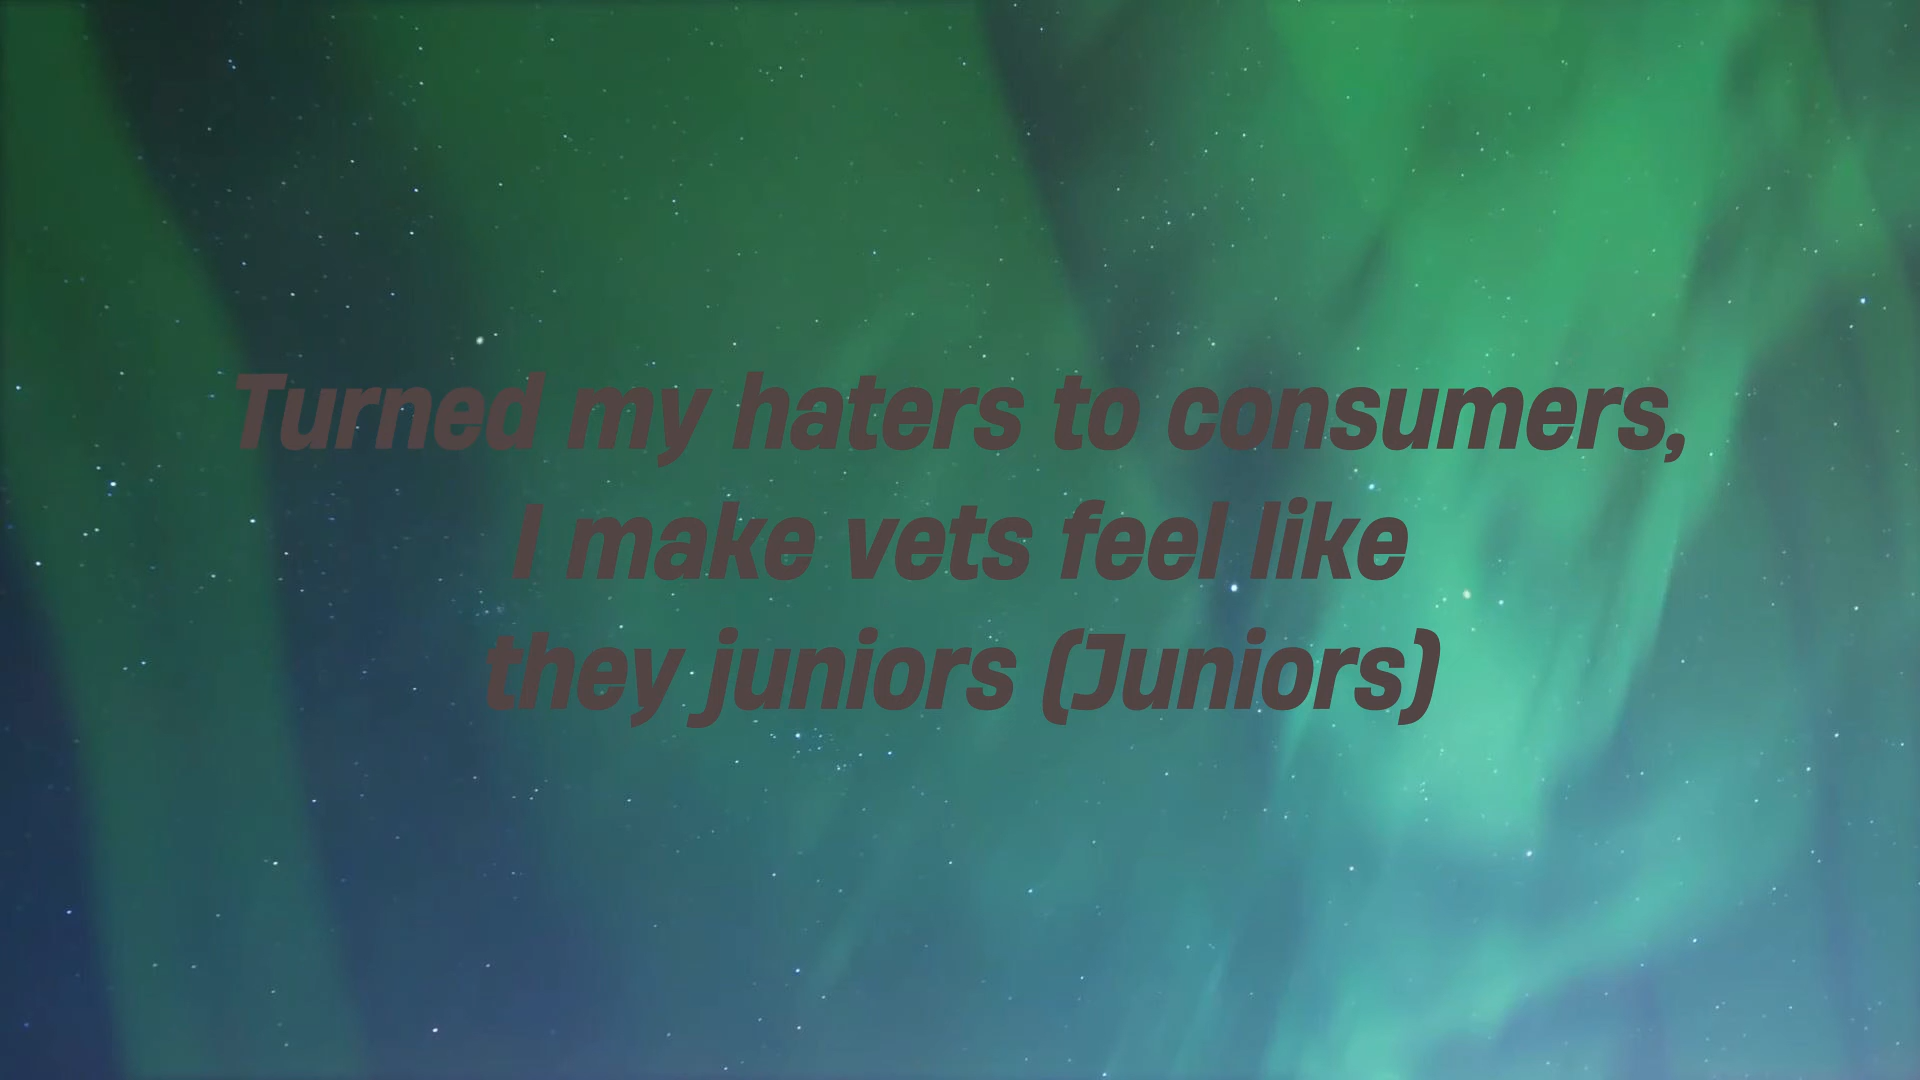 Turned my haters to consumers,
I make vets feel like
they juniors (Juniors)